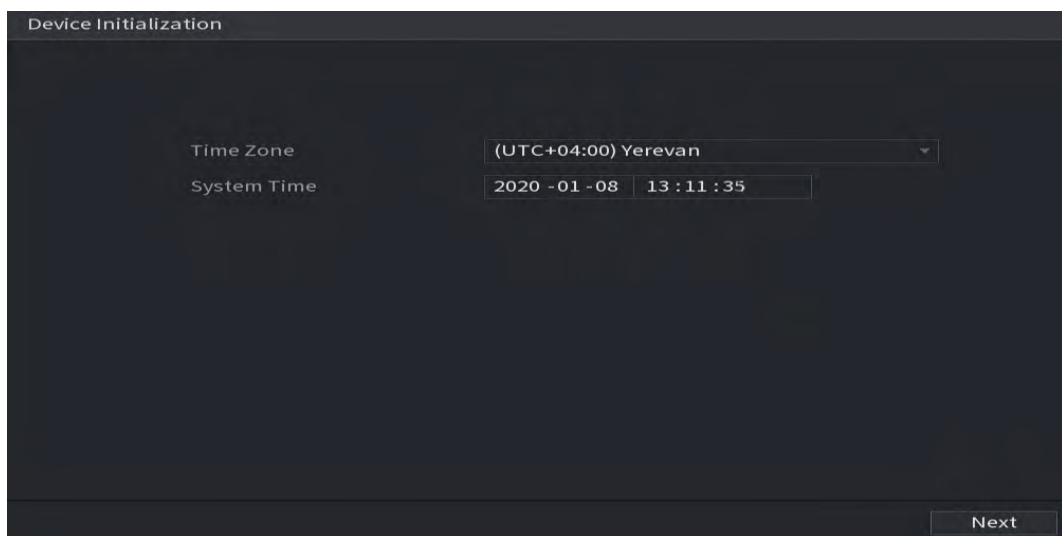 Device Initialization
Time Zone (UTC+04:00) Yerevan
System Time 2020 -01 -08 13 : 11 : 35
Next